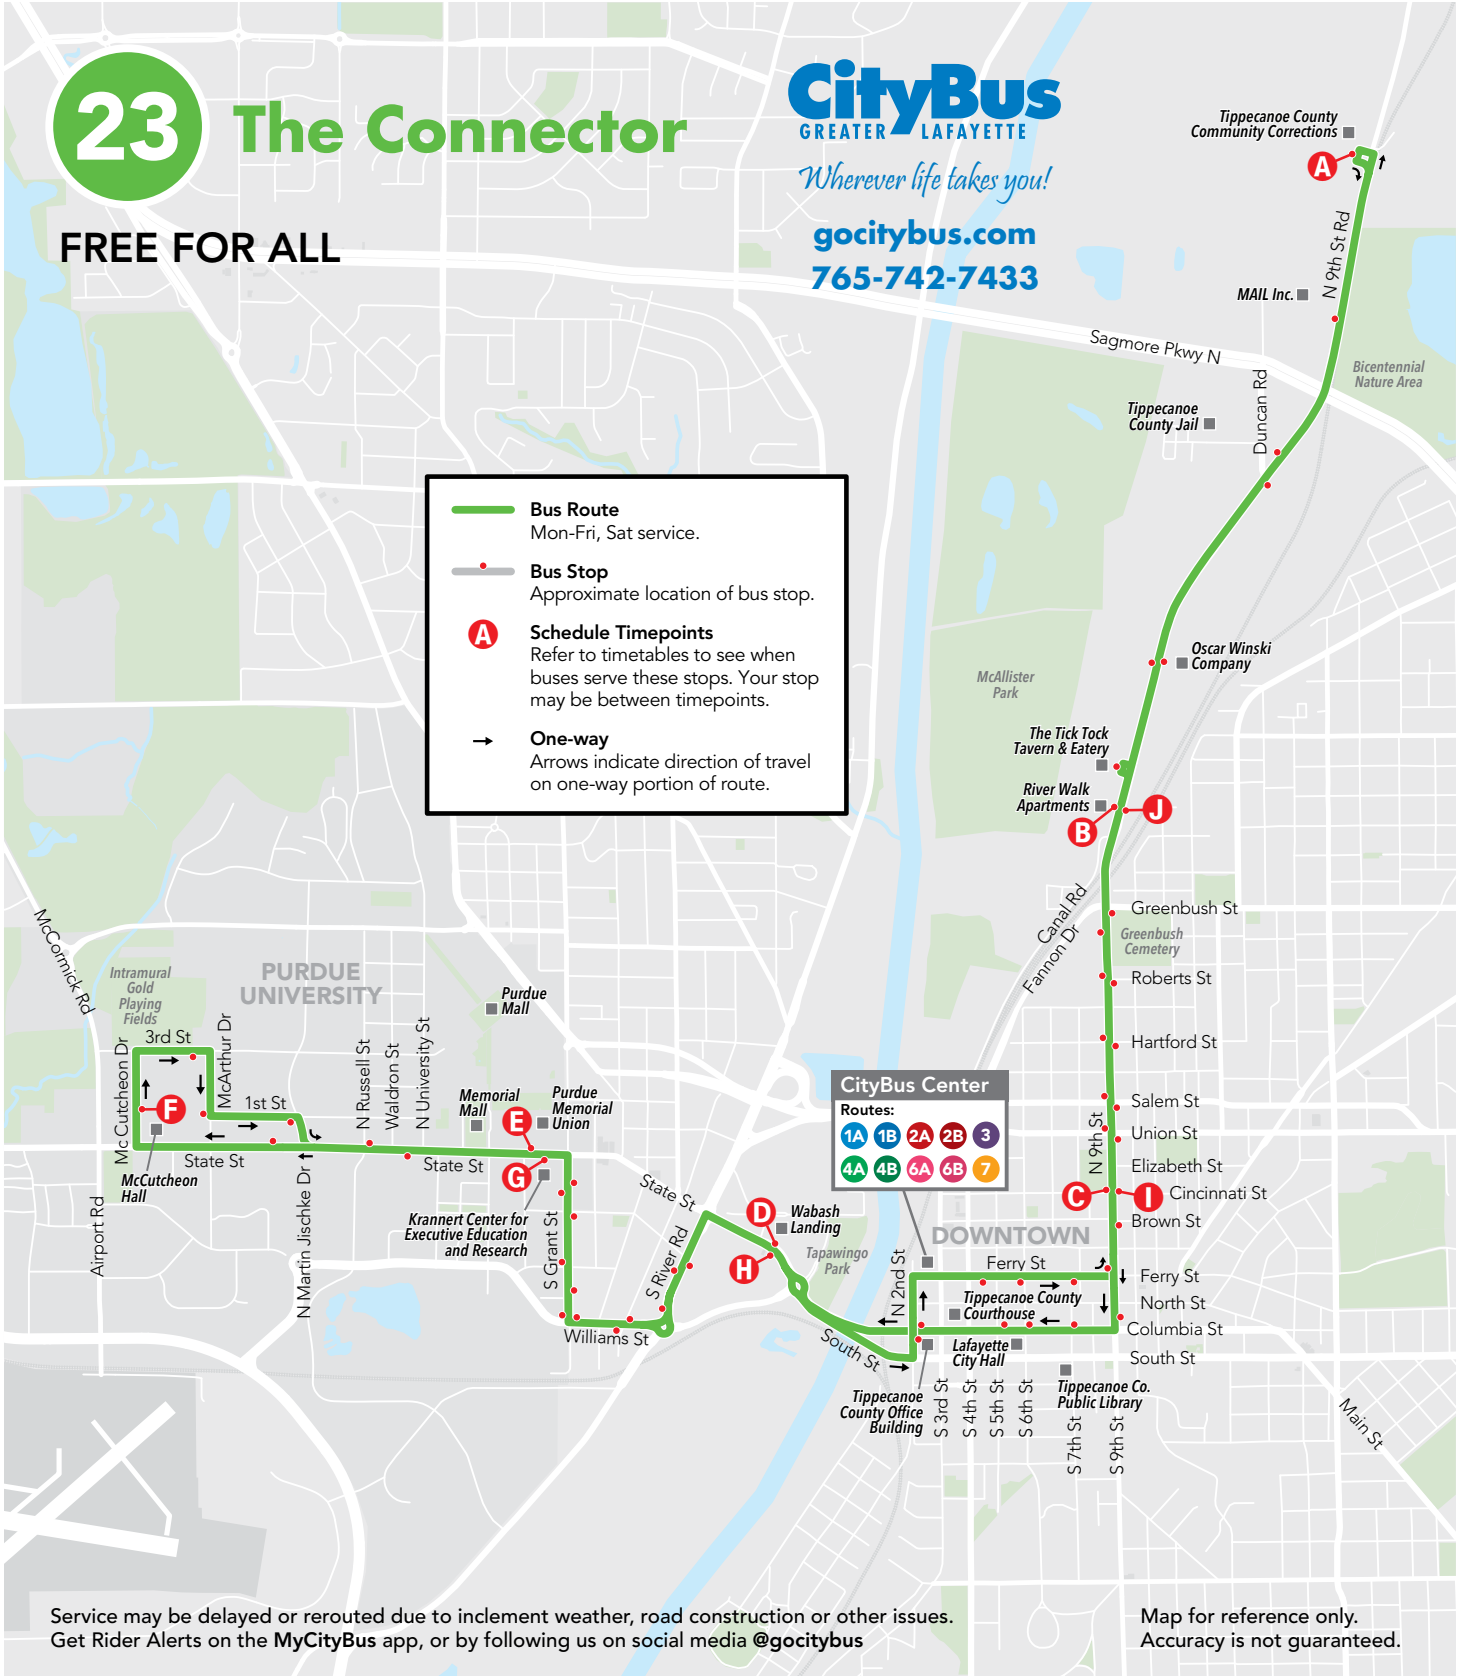 23
The Connector
FREE FOR ALL
CityBus
GREATER LAFAYETTE
Wherever life takes you!
gocitybus.com
765-742-7433
Tippecanoe County
Community Corrections
A
N 9th St Rd
MAIL Inc.
Sagmore Pkwy N
Bicentennial
Nature Area
Duncan Rd
Tippecanoe
County Jail
Bus Route
Mon-Fri, Sat service.
Bus Stop
Approximate location of bus stop.
A
Schedule Timepoints
Refer to timetables to see when
buses serve these stops. Your stop
may be between timepoints.
One-way
Arrows indicate direction of travel
on one-way portion of route.
Oscar Winski
Company
McAllister
Park
The Tick Tock
Tavern & Eatery
River Walk
Apartments
B
J
Canal Rd
Fannon Dr
Greenbush St
Greenbush
Cemetery
Roberts St
Hartford St
Salem St
Union St
N 9th St
Elizabeth St
C
I
Cincinnati St
Brown St
McCormick Rd
Intramural
Gold
Playing
Fields
PURDUE
UNIVERSITY
Purdue
Mall
3rd St
McCutcheon Dr
McArthur Dr
F
1st St
N Russell St
Waldron St
N University St
Memorial
Mall
E
Purdue
Memorial
Union
State St
State St
McCutcheon
Hall
Airport Rd
N Martin Jischke Dr
G
Krannert Center for
Executive Education
and Research
S Grant St
Williams St
State St
S River Rd
D
Wabash
Landing
H
Tapawingo
Park
CityBus Center
Routes:
1A 1B 2A 2B 3
4A 4B 6A 6B 7
DOWNTOWN
N 2nd St
Ferry St
Ferry St
Tippecanoe County
Courthouse
North St
Columbia St
South St
Lafayette
City Hall
South St
Tippecanoe
County Office
Building
Tippecanoe Co.
Public Library
S 3rd St
S 4th St
S 5th St
S 6th St
S 7th St
S 9th St
Main St
Service may be delayed or rerouted due to inclement weather, road construction or other issues.
Get Rider Alerts on the MyCityBus app, or by following us on social media @gocitybus
Map for reference only.
Accuracy is not guaranteed.